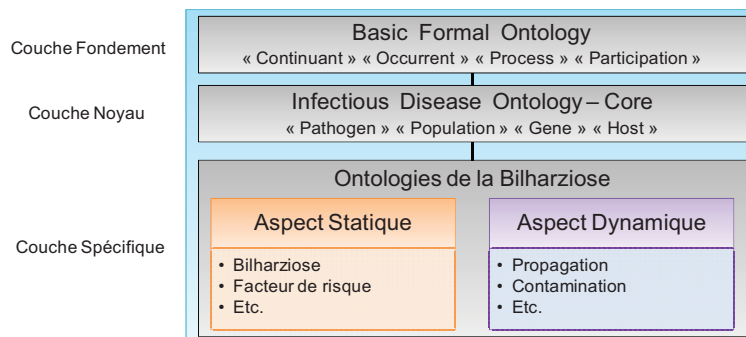 Couche Fondement
Basic Formal Ontology
« Continuant » « Occurrent » « Process » « Participation »
Couche Noyau
Infectious Disease Ontology – Core
« Pathogen » « Population » « Gene » « Host »
Couche Spécifique
Ontologies de la Bilharziose
Aspect Statique
• Bilharziose
• Facteur de risque
• Etc.
Aspect Dynamique
• Propagation
• Contamination
• Etc.